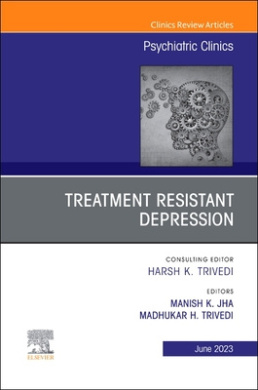 Clinics Review Articles
Psychiatric Clinics
TREATMENT RESISTANT
DEPRESSION
CONSULTING EDITOR
HARSH K. TRIVEDI
EDITORS
MANISH K. JHA
MADHUKAR H. TRIVEDI
ELSEVIER
June 2023